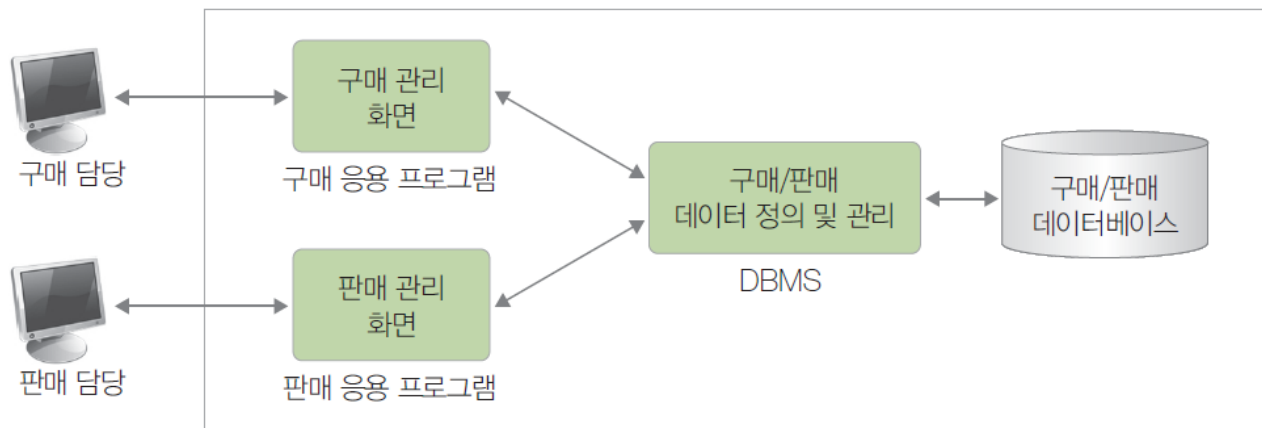 구매 담당
구매 관리
화면
구매 응용 프로그램
판매 담당
판매 관리
화면
판매 응용 프로그램
구매/판매
데이터 정의 및 관리
DBMS
구매/판매
데이터베이스